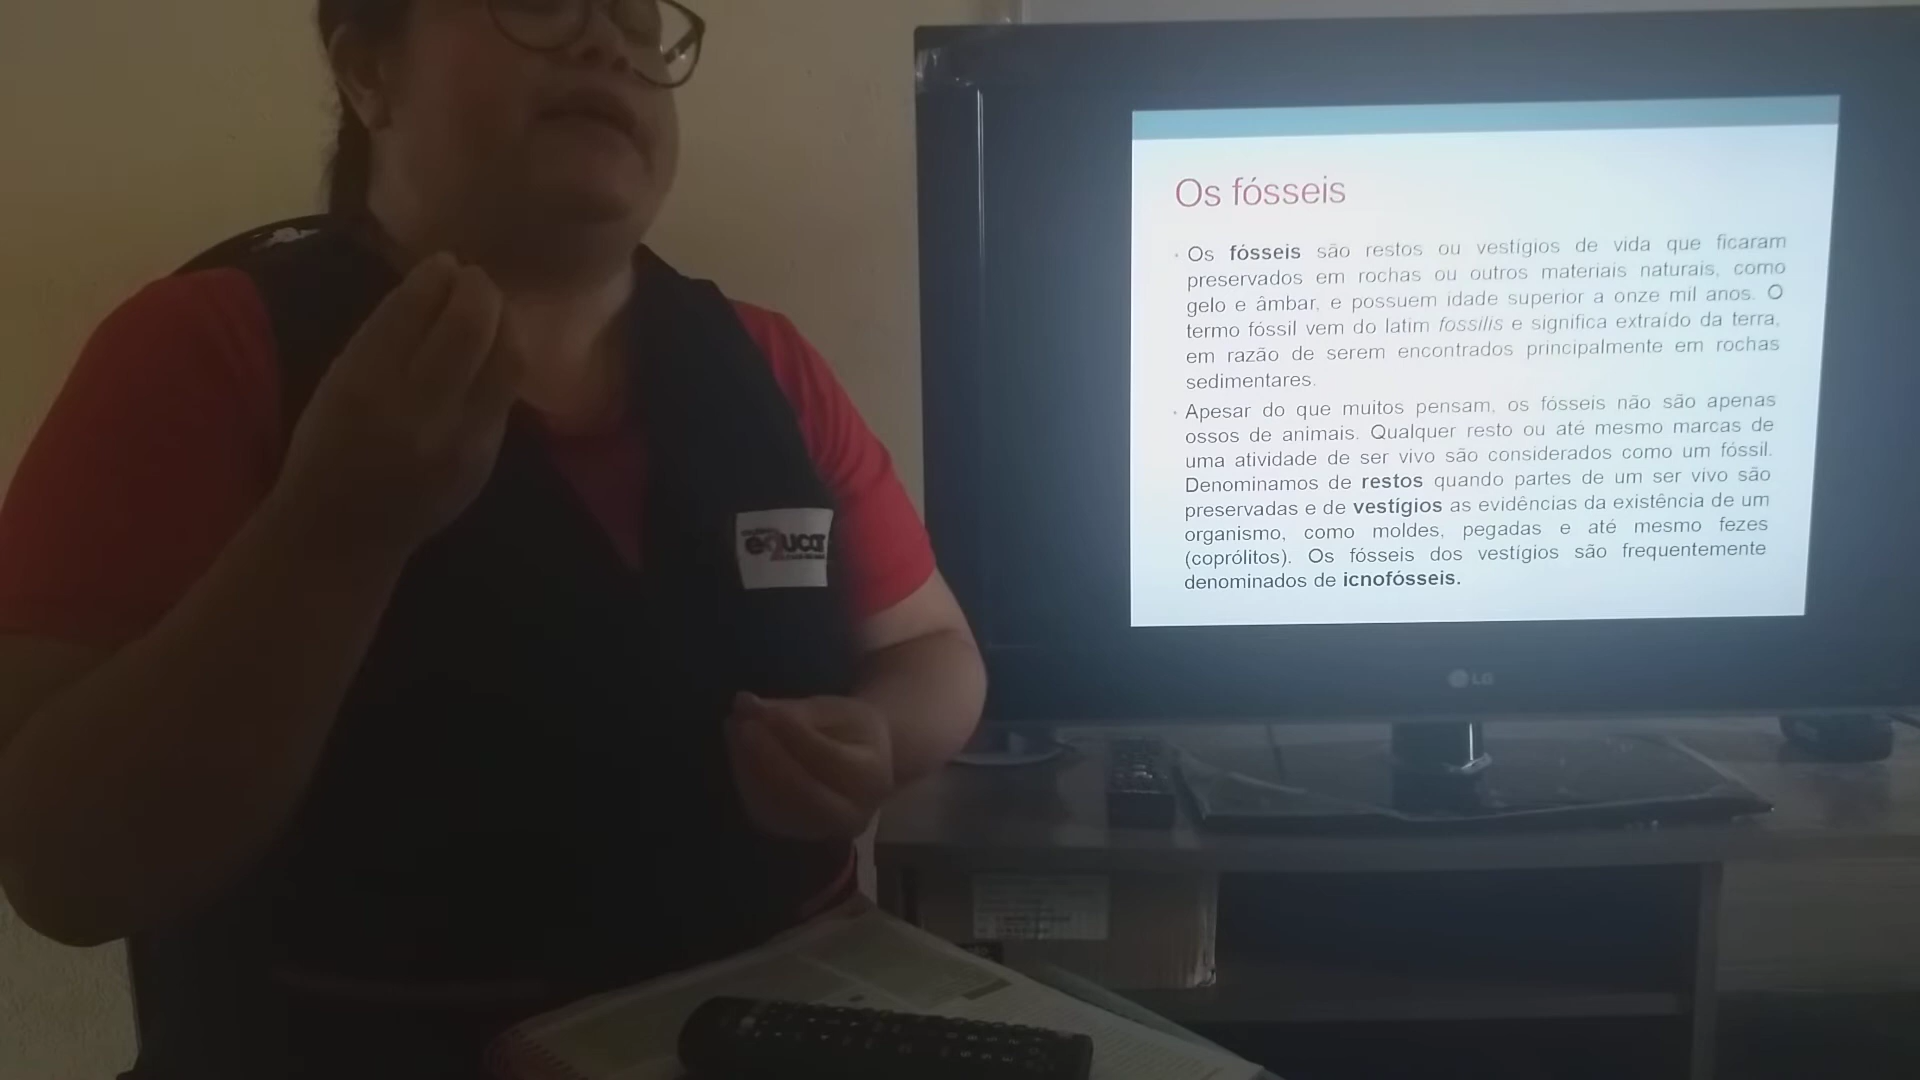 Os fósseis
Os fósseis são restos ou vestígios de vida que ficaram
preservados em rochas ou outros materiais naturais, como
gelo e âmbar, e possuem idade superior a onze mil anos. O
termo fóssil vem do latim fossilis e significa extraído da terra,
em razão de serem encontrados principalmente em rochas
sedimentares.
Apesar do que muitos pensam, os fósseis não são apenas
ossos de animais. Qualquer resto ou até mesmo marcas de
uma atividade de ser vivo são considerados como um fóssil.
Denominamos de restos quando partes de um ser vivo são
preservadas e de vestígios as evidências da existência de um
organismo, como moldes, pegadas e até mesmo fezes
(coprólitos). Os fósseis dos vestígios são frequentemente
denominados de icnofósseis.
educar
LG